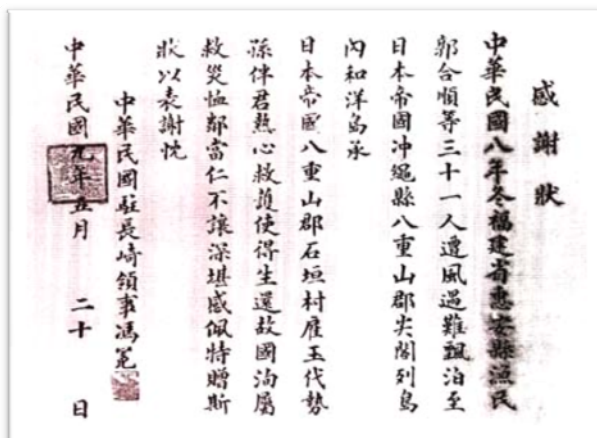 感謝狀
中華民國八年冬福建省惠安縣漁民
郭合順等三十一人遭風遇難飄泊至
日本帝國冲繩縣八重山郡尖閣列島
內和洋島承
日本帝國八重山郡石垣村雇玉代勢
孫伴君熱心救護使得生還故國洵屬
救災恤鄰當仁不讓深堪感佩特贈斯
狀以表謝忱
中華民國駐長崎領事馮冕
中華民國九年五月 二十 日